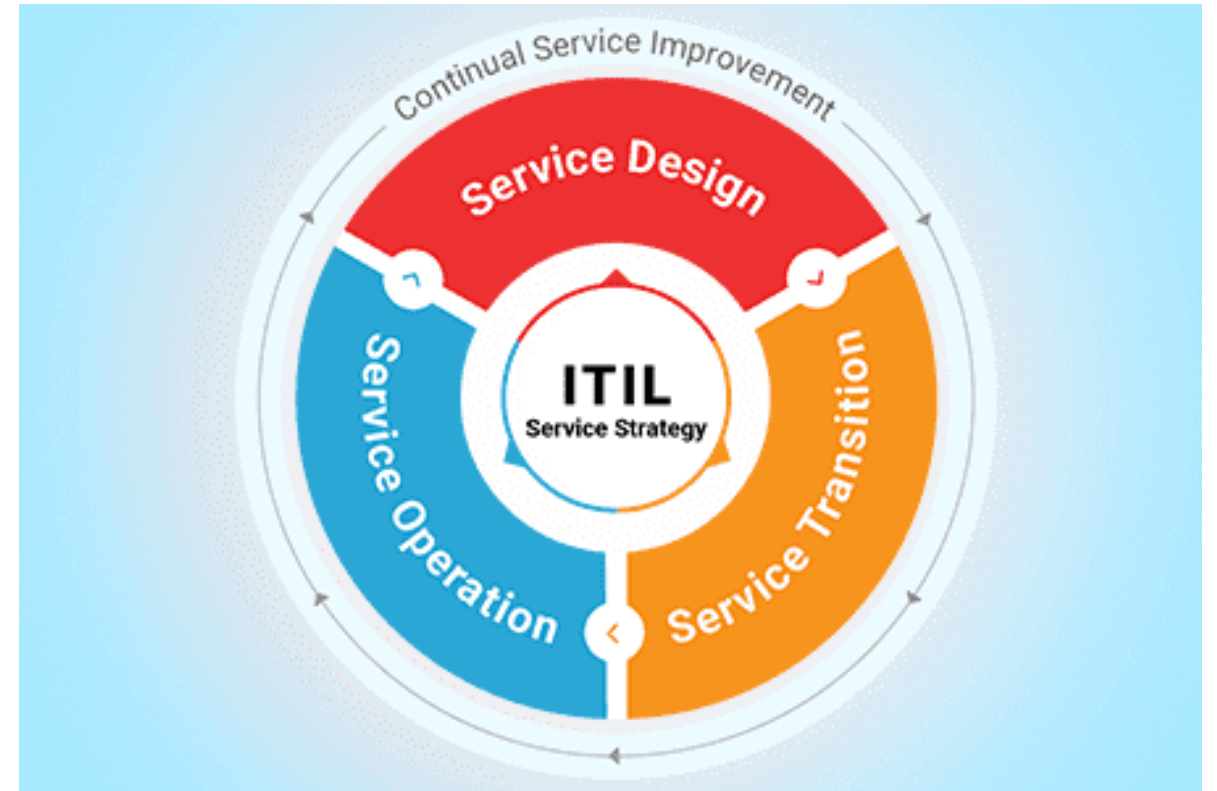 Continual Service Improvement
Service Design
Service Transition
Service Operation
ITIL
Service Strategy